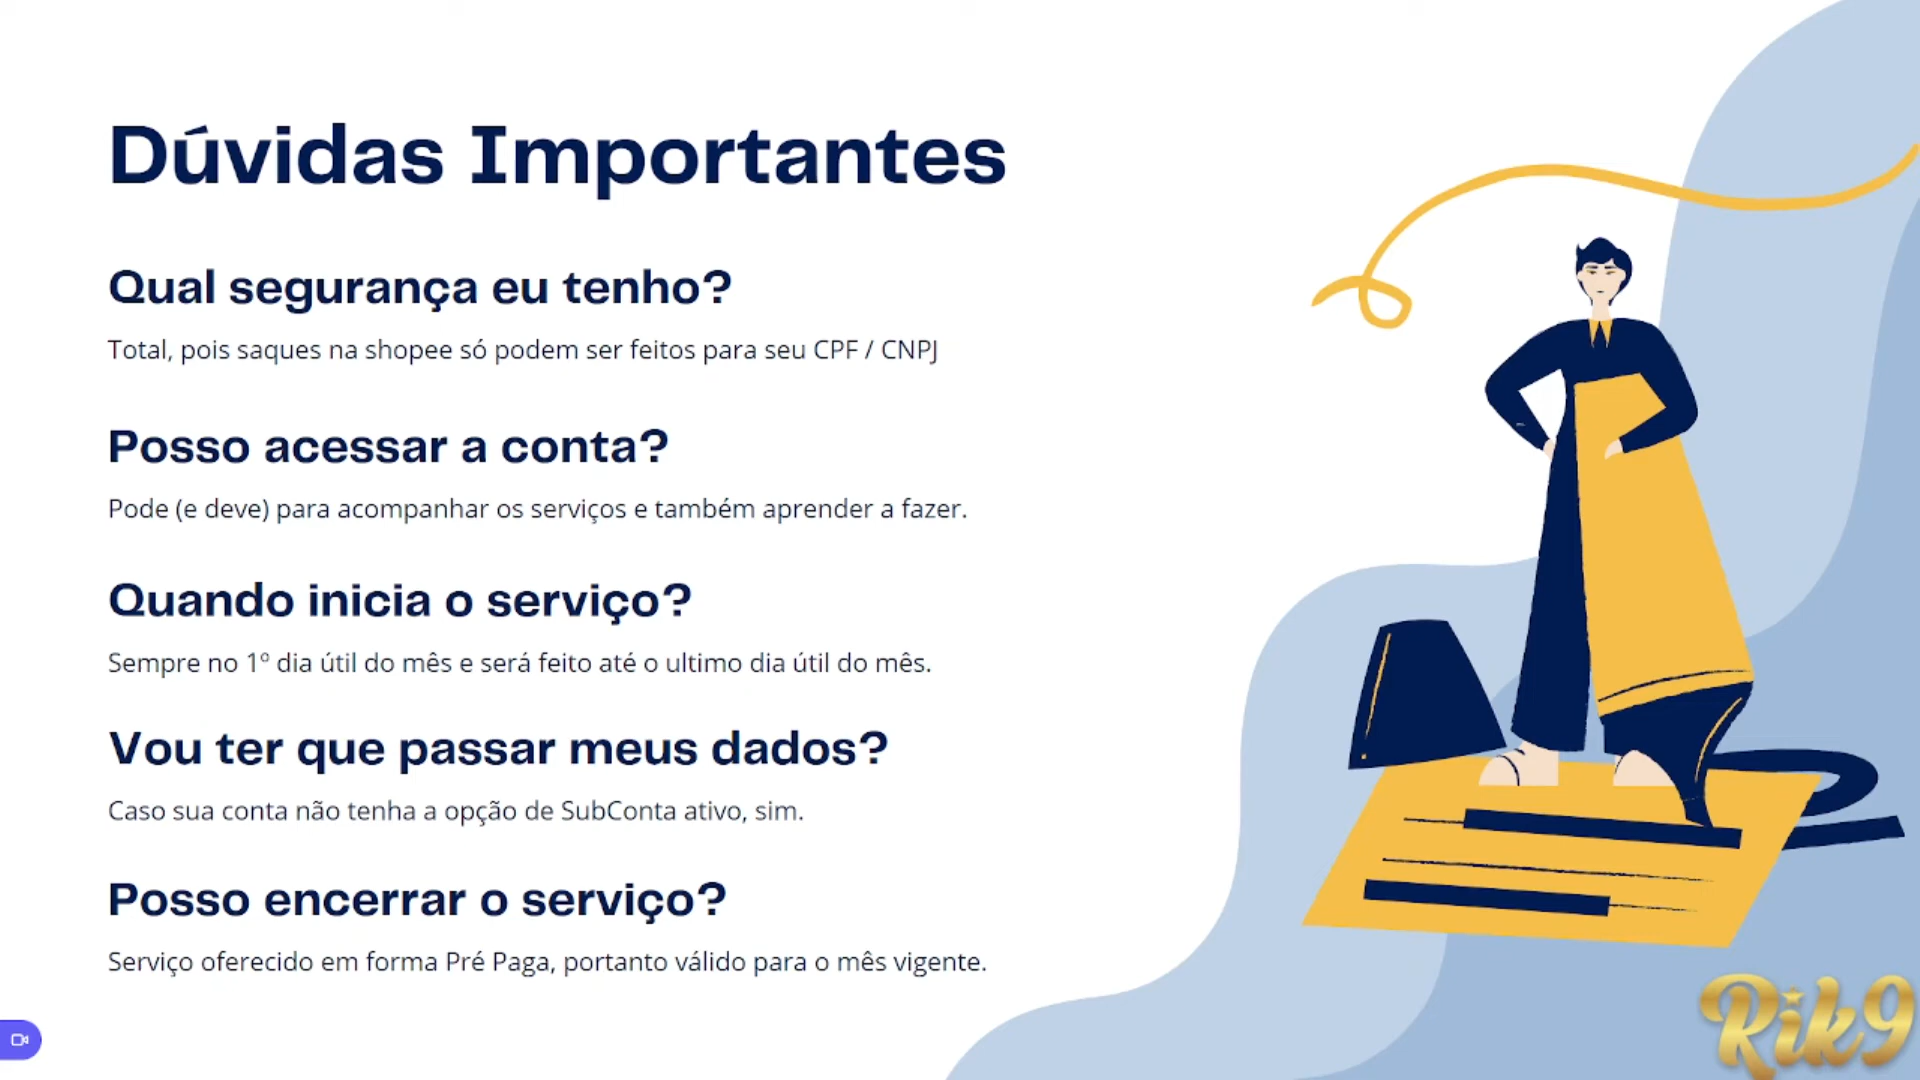 Dúvidas Importantes
Qual segurança eu tenho?
Total, pois saques na shopee só podem ser feitos para seu CPF / CNPJ
Posso acessar a conta?
Pode (e deve) para acompanhar os serviços e também aprender a fazer.
Quando inicia o serviço?
Sempre no 1º dia útil do mês e será feito até o ultimo dia útil do mês.
Vou ter que passar meus dados?
Caso sua conta não tenha a opção de SubConta ativo, sim.
Posso encerrar o serviço?
Serviço oferecido em forma Pré Paga, portanto válido para o mês vigente.
Rik9